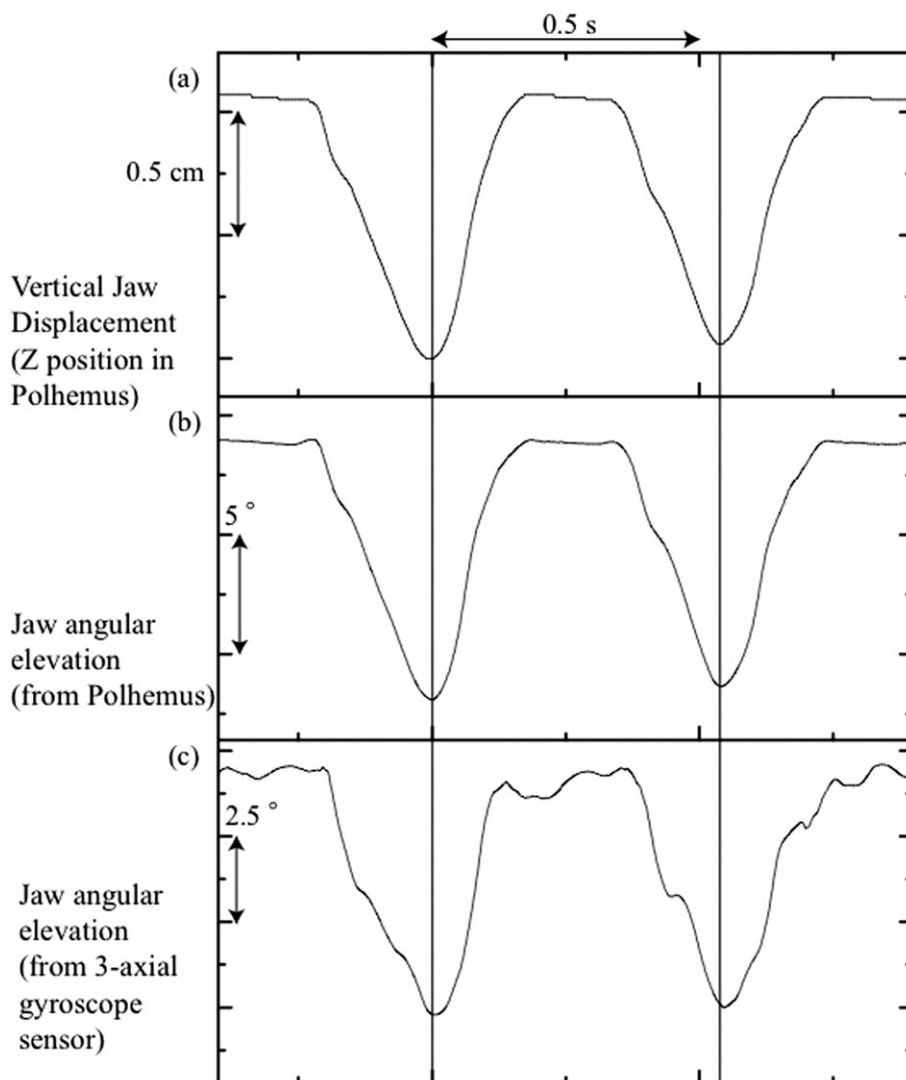 0.5 s
(a)
0.5 cm
Vertical Jaw
Displacement
(Z position in
Polhemus)
(b)
5 °
Jaw angular
elevation
(from Polhemus)
(c)
2.5 °
Jaw angular
elevation
(from 3-axial
gyroscope
sensor)